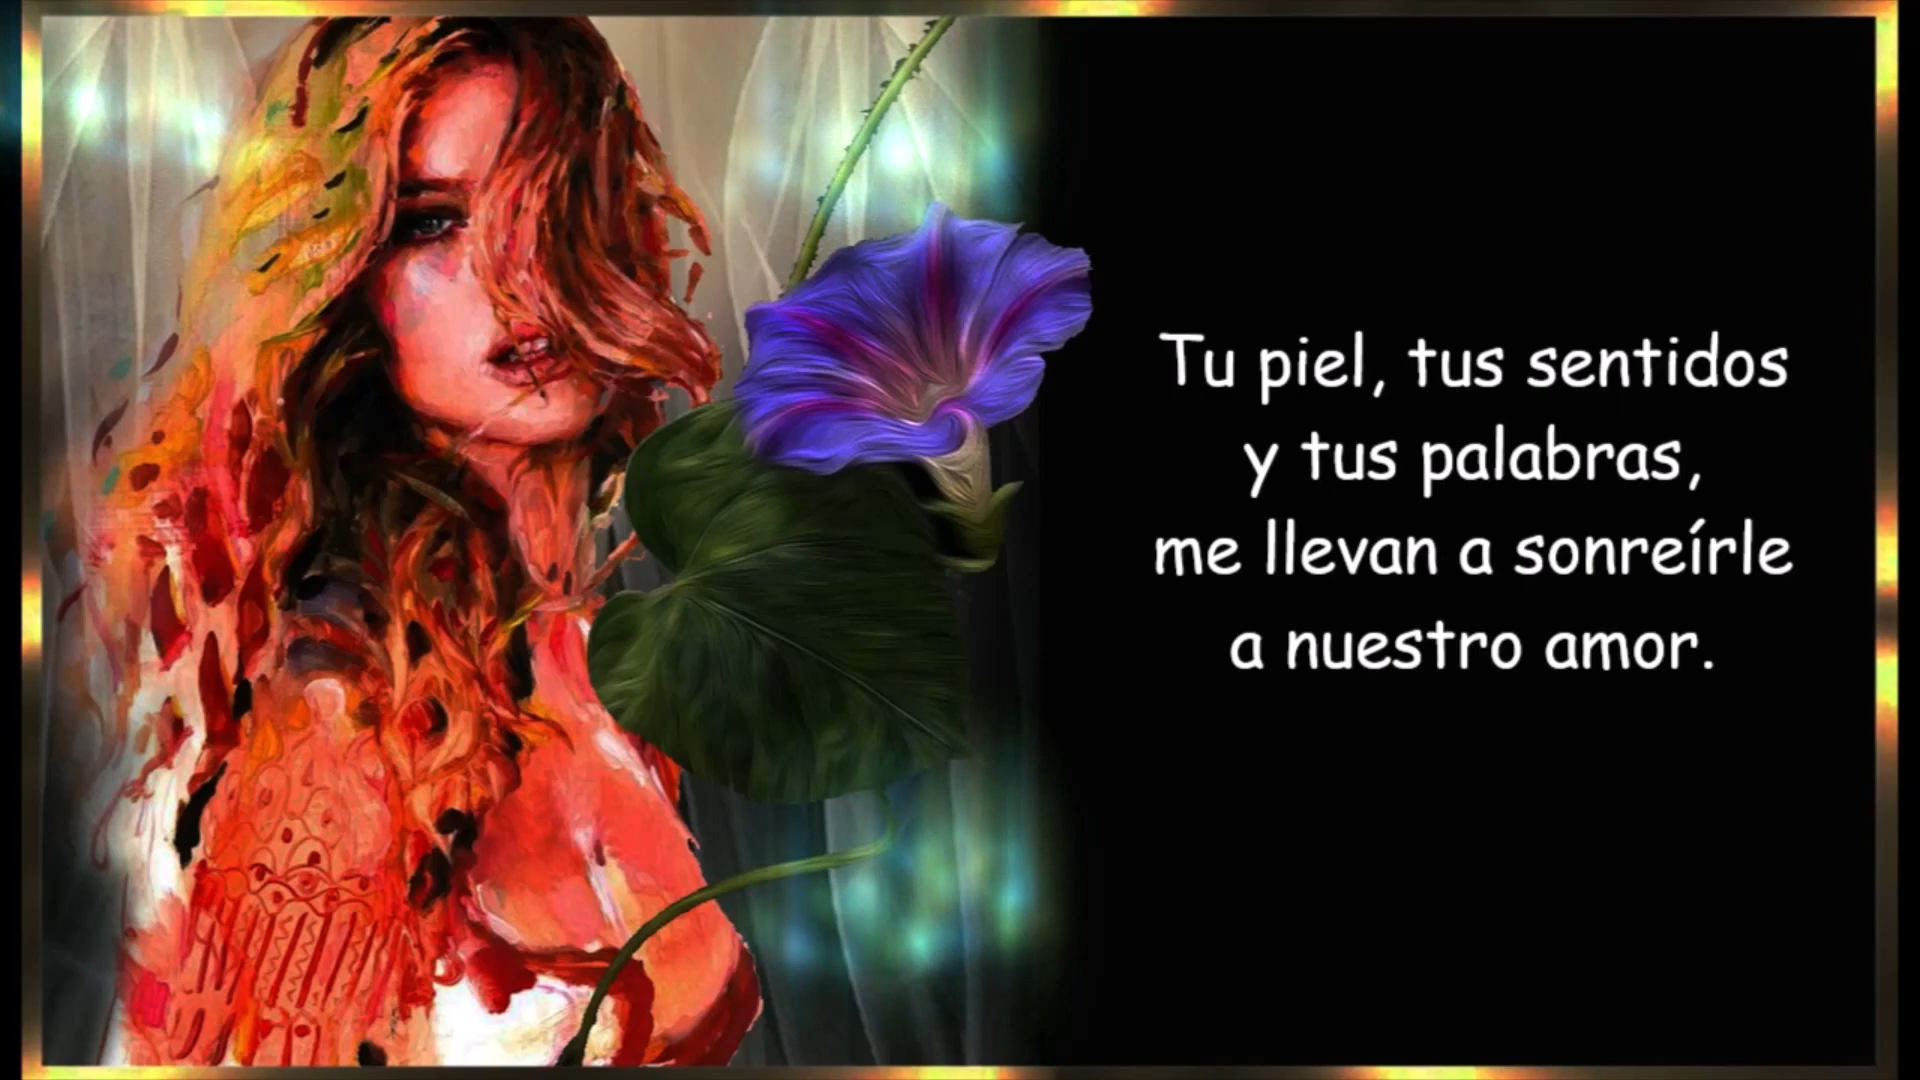 Tu piel, tus sentidos
y tus palabras,
me llevan a sonreírle
a nuestro amor.